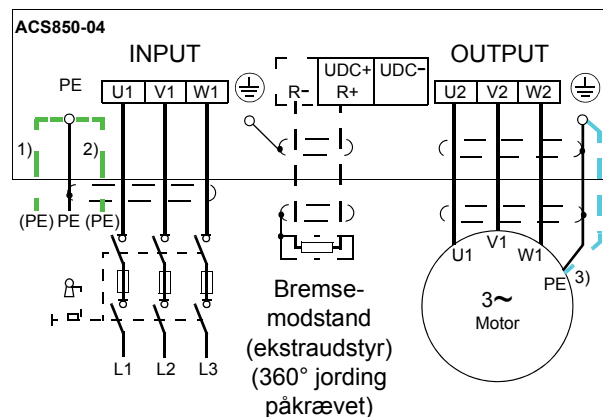 ACS850-04
INPUT
OUTPUT
PE
U1 V1 W1
R–
UDC+ UDC–
R+
U2 V2 W2
1)
2)
(PE) PE (PE)
U1 V1 W1
PE 3)
3~
Motor
Bremse-
modstand
(ekstraudstyr)
(360° jording
påkrævet)
L1 L2 L3